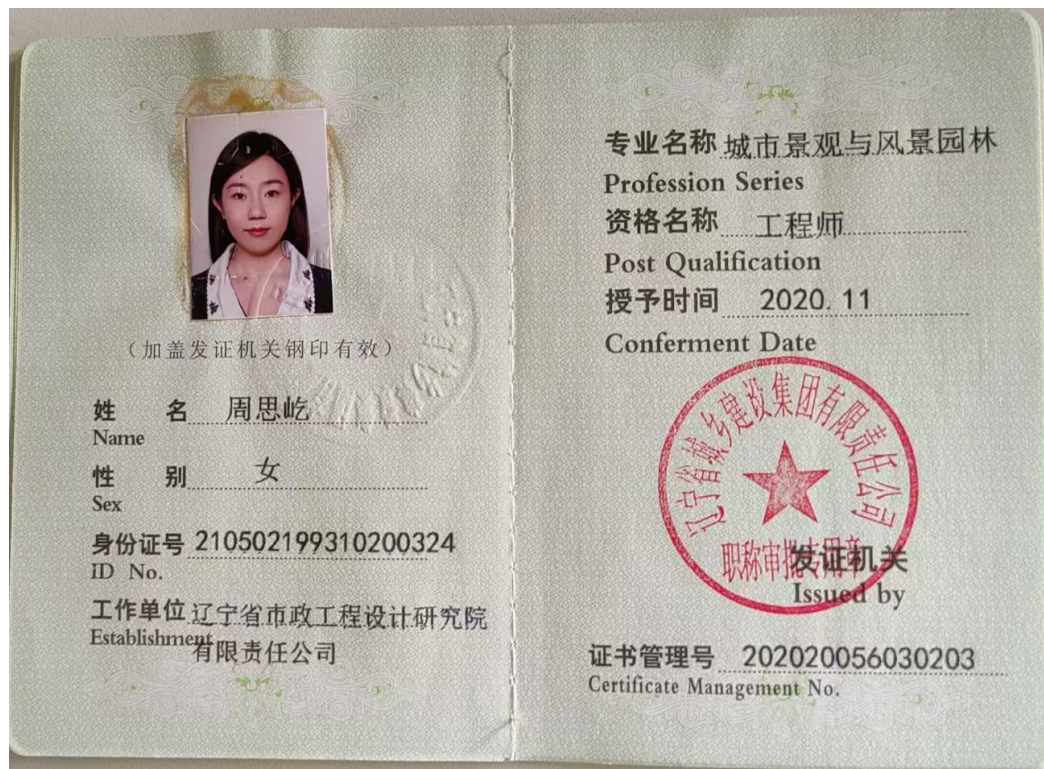 （加盖发证机关钢印有效）
姓 名 周思屹
Name
性 别 女
Sex
身份证号 210502199310200324
ID No.
工作单位 辽宁省市政工程设计研究院
Establishment 有限责任公司
专业名称 城市景观与风景园林
Profession Series
资格名称 工程师
Post Qualification
授予时间 2020.11
Conferment Date
辽宁省城乡建设集团有限责任公司
职称审批专用章
发证机关
Issued by
证书管理号 202020056030203
Certificate Management No.